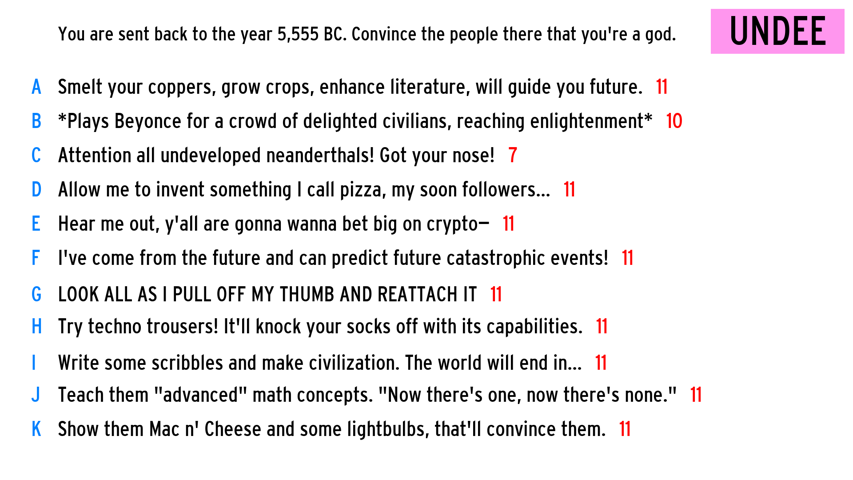 You are sent back to the year 5,555 BC. Convince the people there that you're a god.
UNDEE
A Smelt your coppers, grow crops, enhance literature, will guide you future. 11
B *Plays Beyonce for a crowd of delighted civilians, reaching enlightenment* 10
C Attention all undeveloped neanderthals! Got your nose! 7
D Allow me to invent something I call pizza, my soon followers... 11
E Hear me out, y'all are gonna wanna bet big on crypto— 11
F I've come from the future and can predict future catastrophic events! 11
G LOOK ALL AS I PULL OFF MY THUMB AND REATTACH IT 11
H Try techno trousers! It'll knock your socks off with its capabilities. 11
I Write some scribbles and make civilization. The world will end in... 11
J Teach them "advanced" math concepts. "Now there's one, now there's none." 11
K Show them Mac n' Cheese and some lightbulbs, that'll convince them. 11